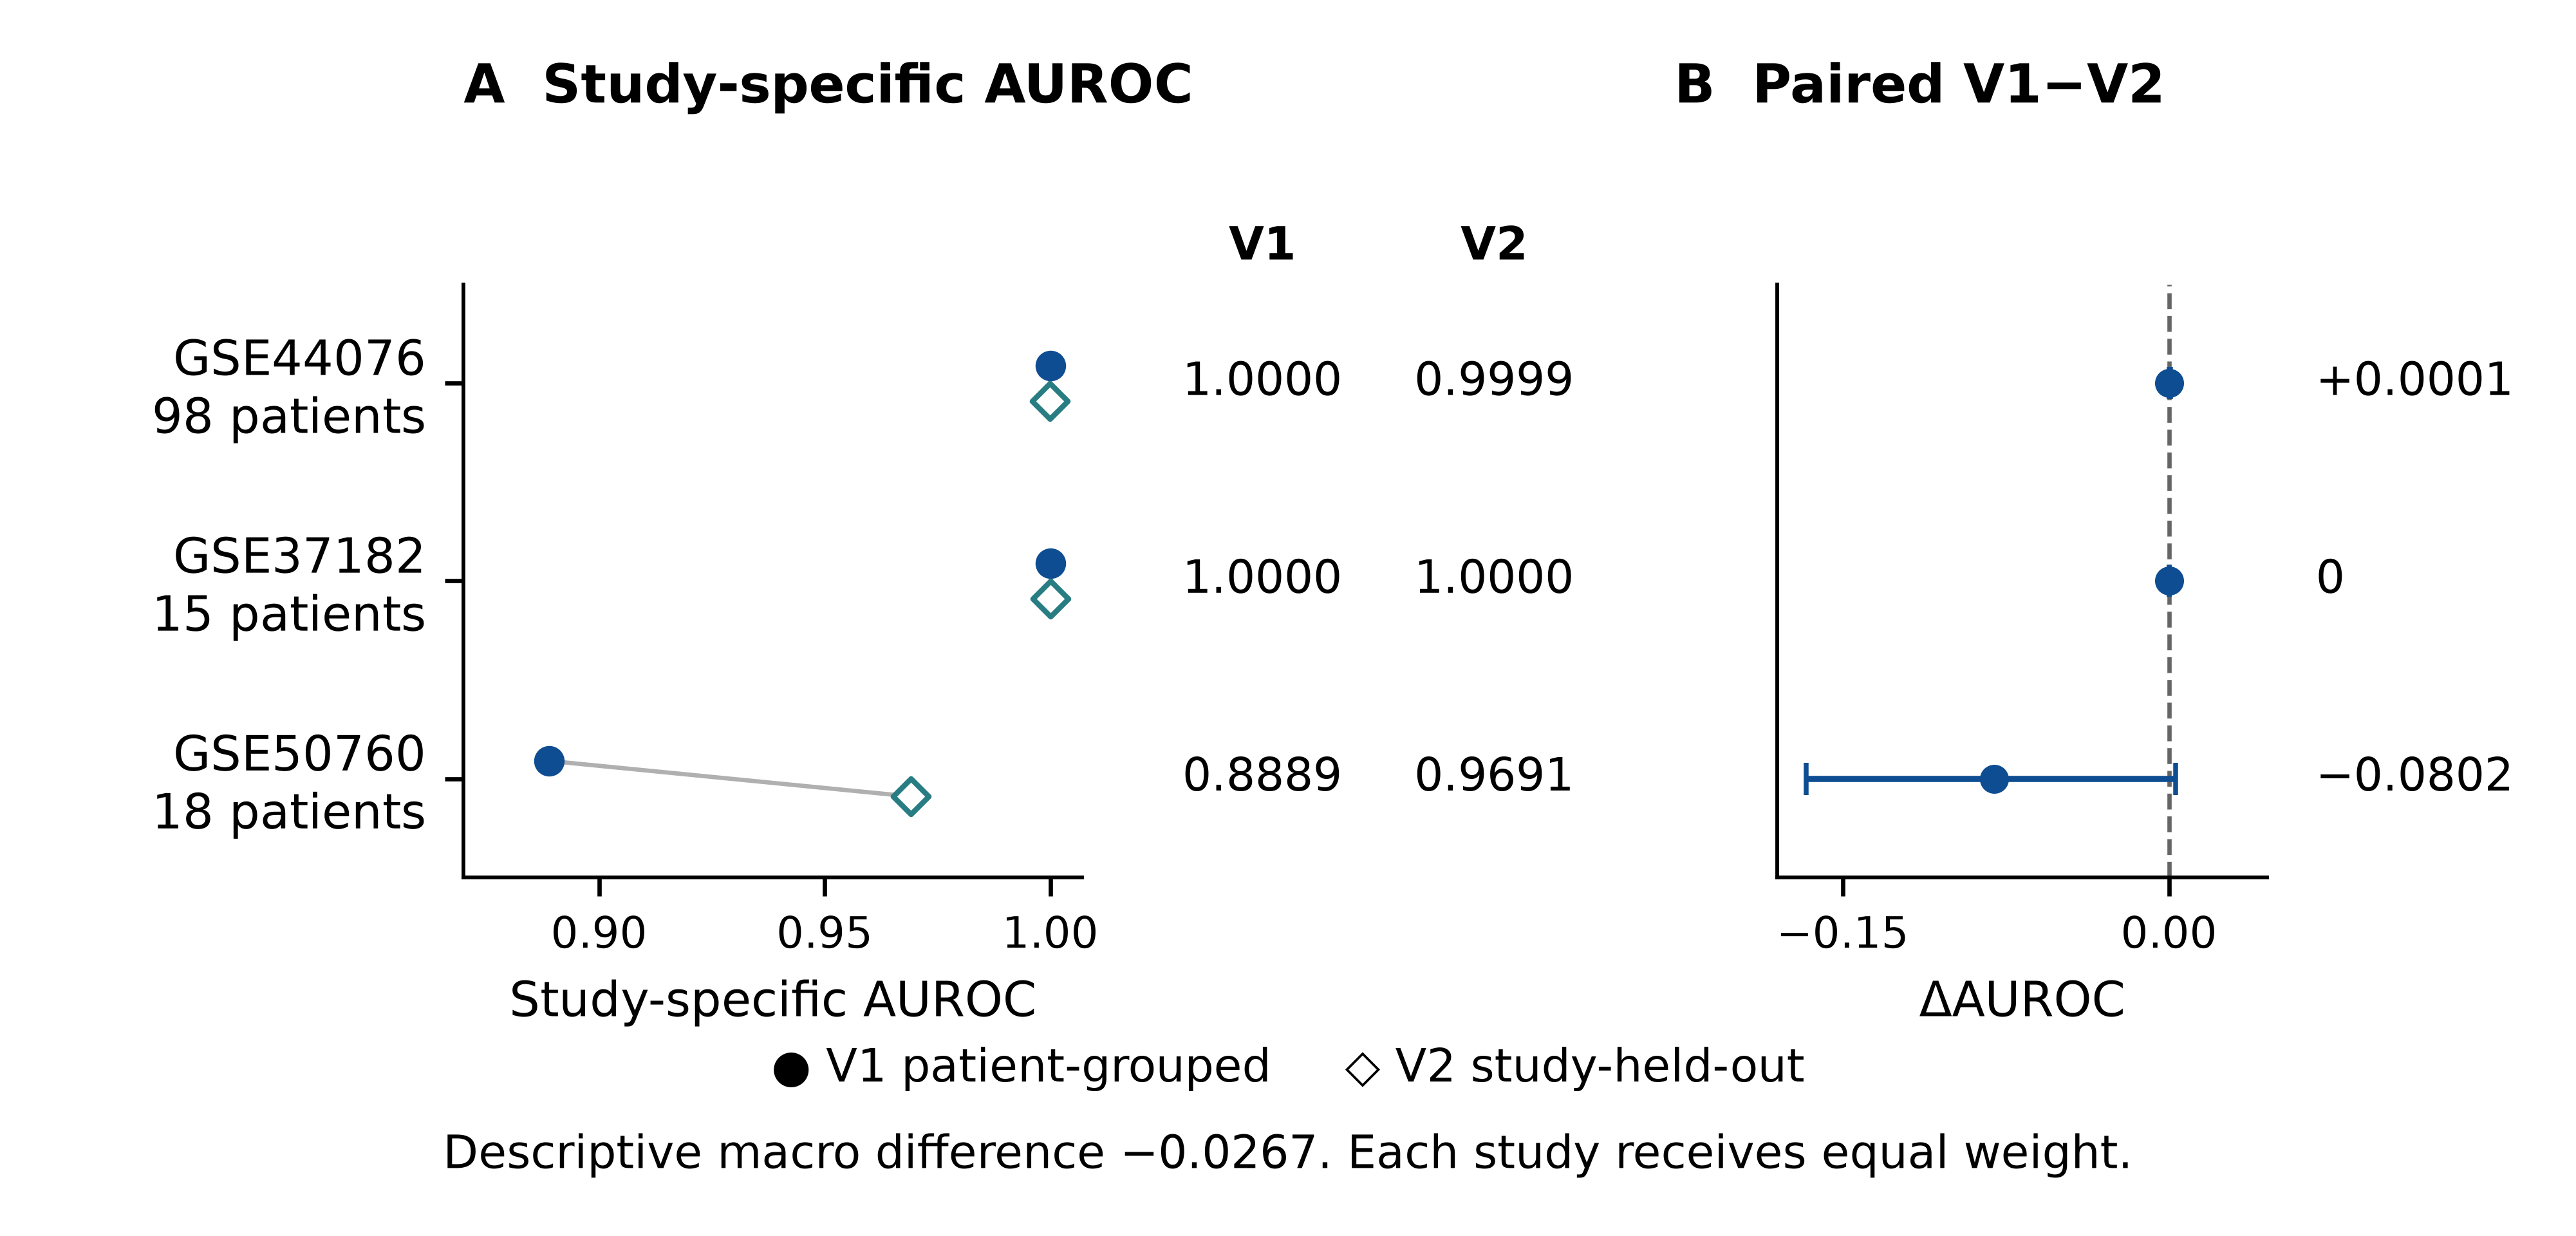 A Study-specific AUROC
B Paired V1−V2
V1 V2
GSE44076
98 patients
1.0000 0.9999
+0.0001
GSE37182
15 patients
1.0000 1.0000
0
GSE50760
18 patients
0.8889 0.9691
−0.0802
0.90 0.95 1.00
−0.15 0.00
Study-specific AUROC
ΔAUROC
V1 patient-grouped
V2 study-held-out
Descriptive macro difference −0.0267. Each study receives equal weight.